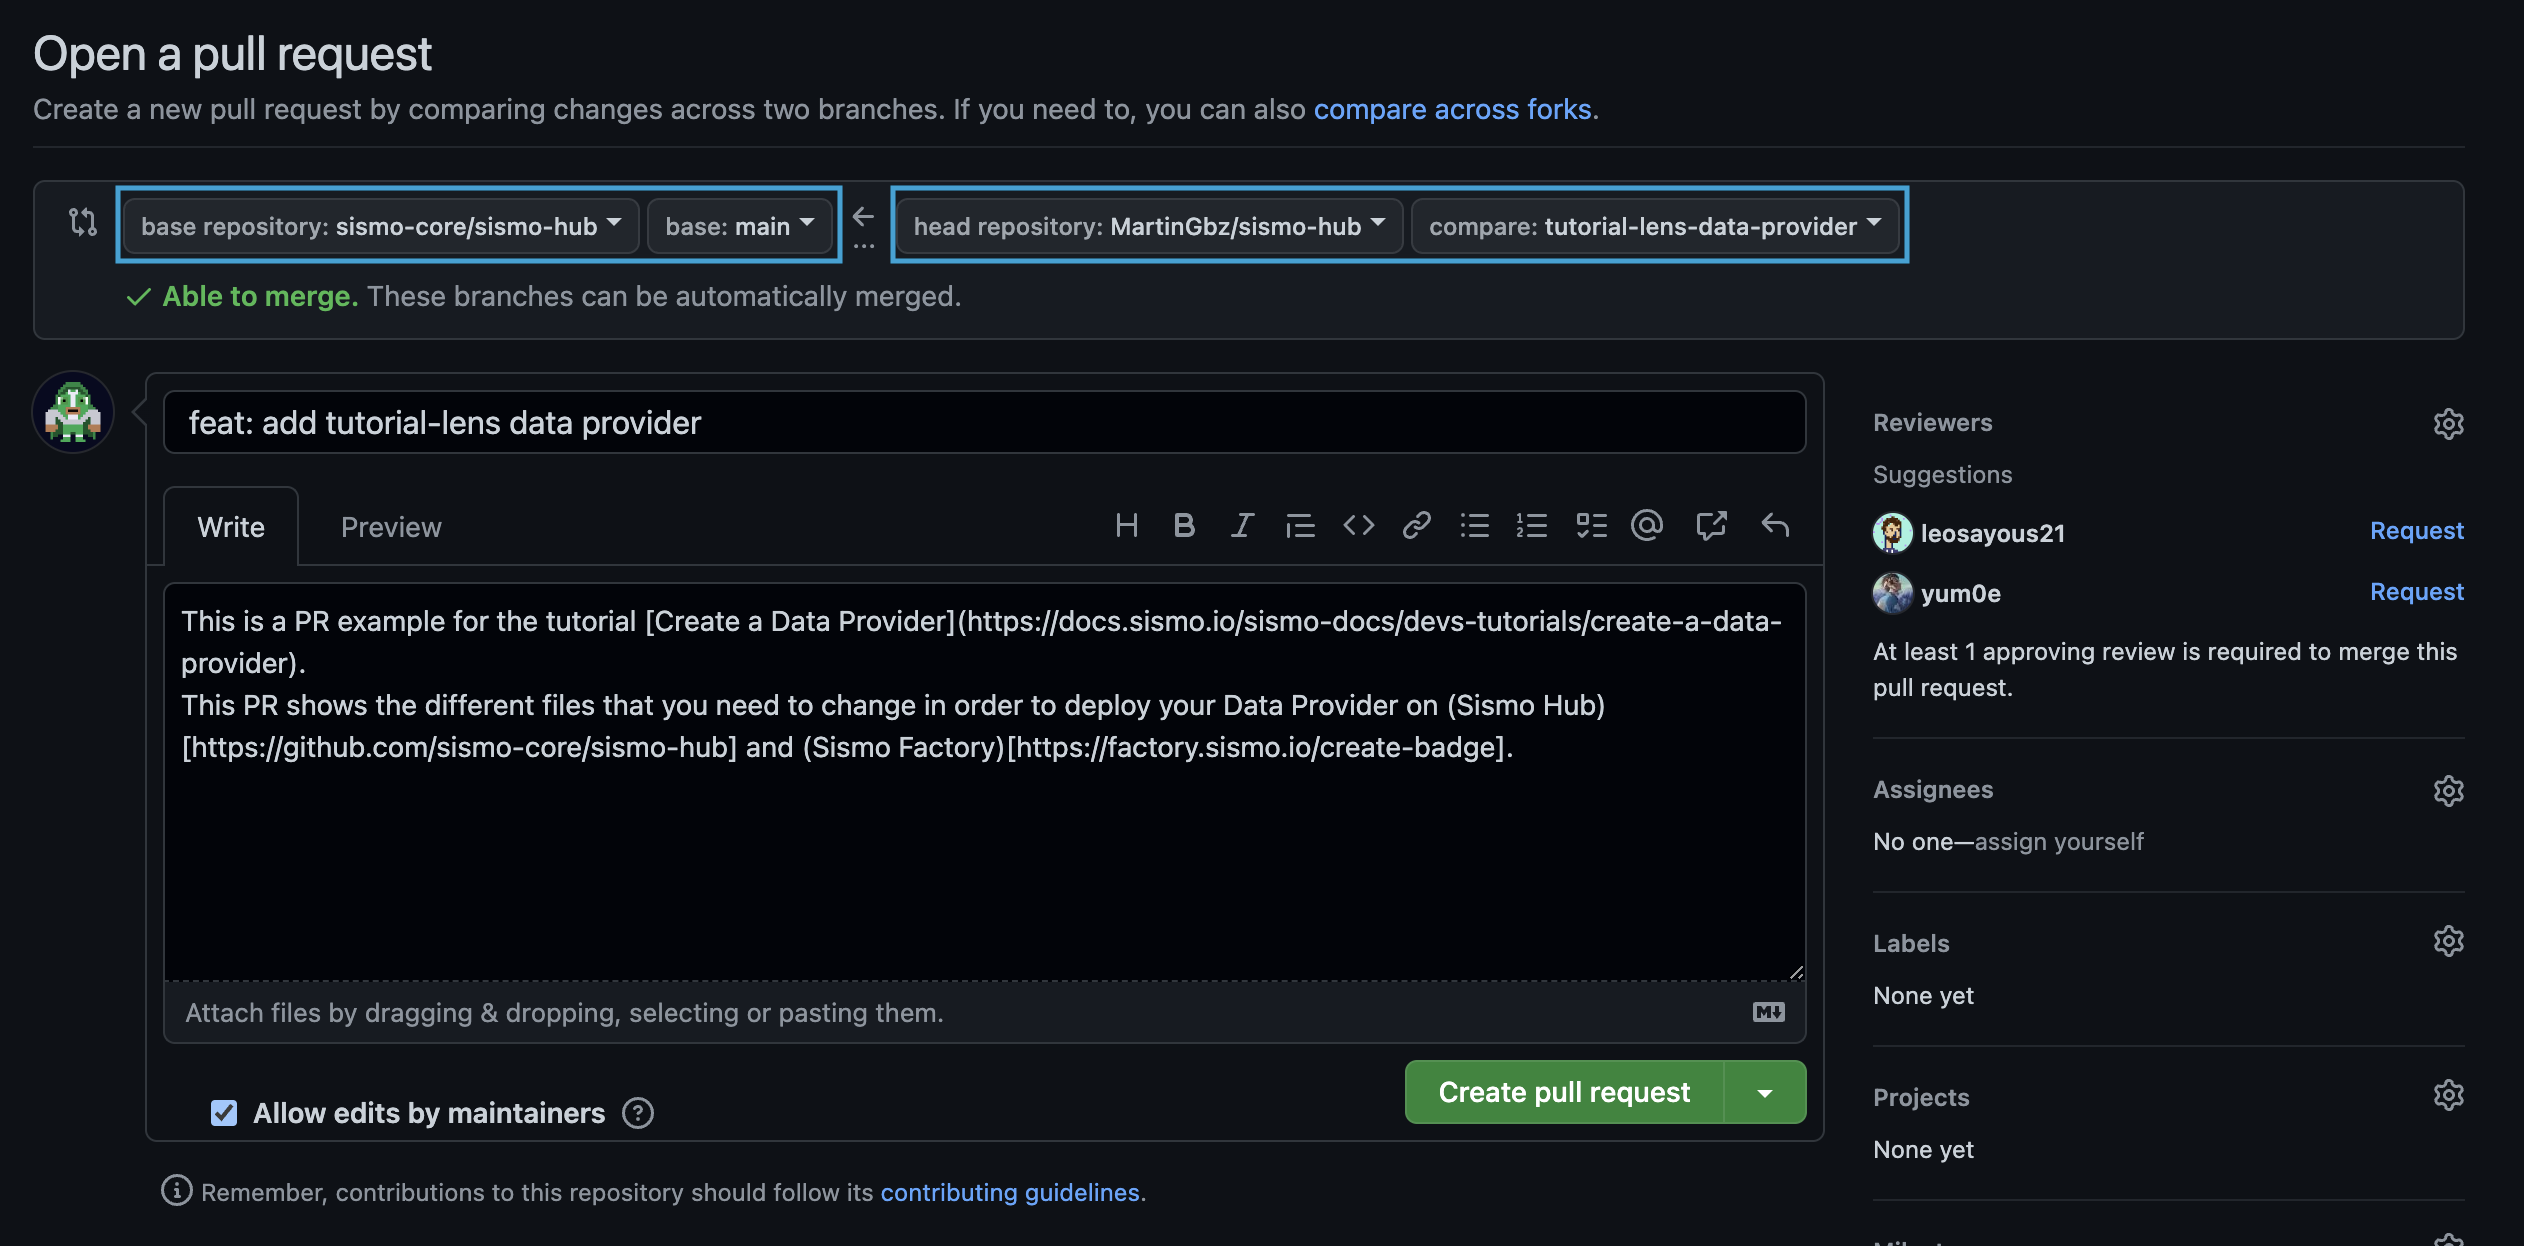 Open a pull request
Create a new pull request by comparing changes across two branches. If you need to, you can also compare across forks.
base repository: sismo-core/sismo-hub base: main ... head repository: MartinGbz/sismo-hub compare: tutorial-lens-data-provider
Able to merge. These branches can be automatically merged.
feat: add tutorial-lens data provider
Write Preview
This is a PR example for the tutorial [Create a Data Provider](https://docs.sismo.io/sismo-docs/devs-tutorials/create-a-data-
provider).
This PR shows the different files that you need to change in order to deploy your Data Provider on (Sismo Hub)
[https://github.com/sismo-core/sismo-hub] and (Sismo Factory)[https://factory.sismo.io/create-badge].
Attach files by dragging & dropping, selecting or pasting them.
Allow edits by maintainers
Create pull request
Remember, contributions to this repository should follow its contributing guidelines.
Reviewers
Suggestions
leosayous21 Request
yum0e Request
At least 1 approving review is required to merge this
pull request.
Assignees
No one—assign yourself
Labels
None yet
Projects
None yet